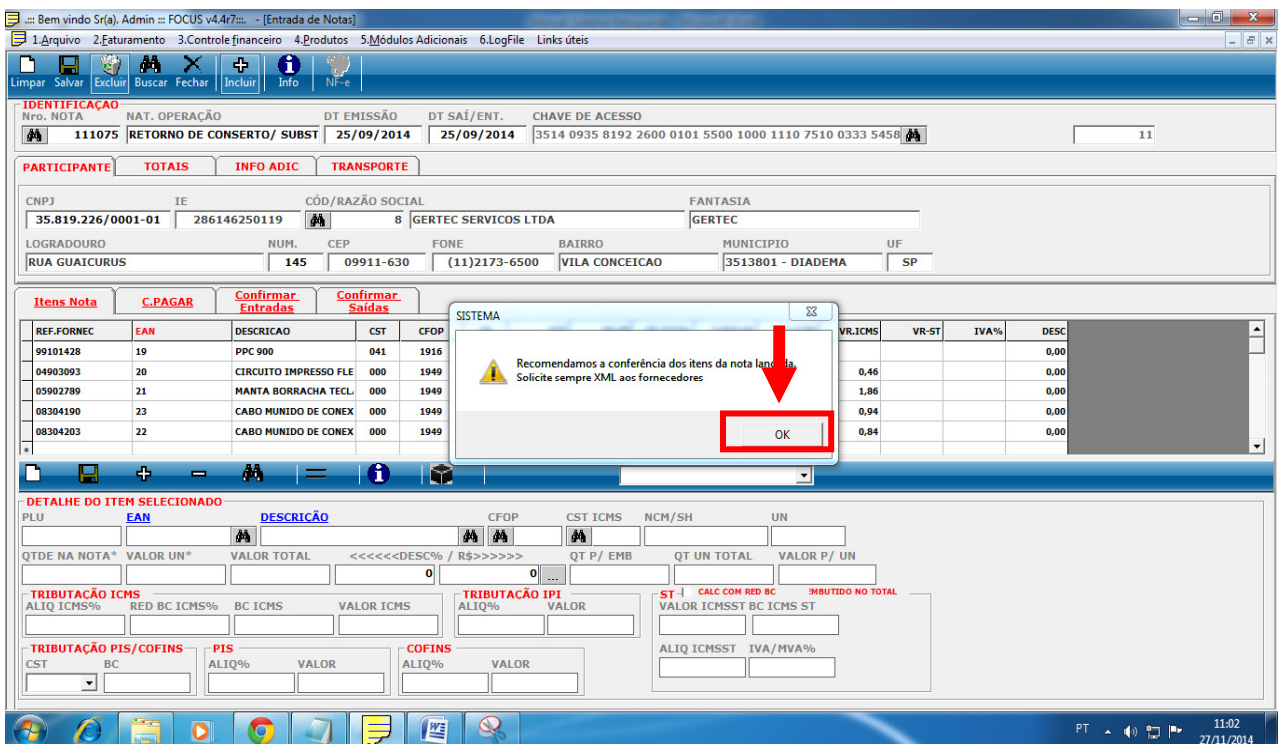 .::: Bem vindo Sr(a). Admin ::: FOCUS v4.4r7:::. - [Entrada de Notas]
1.Arquivo 2.Faturamento 3.Controle financeiro 4.Produtos 5.Módulos Adicionais 6.LogFile Links úteis
Limpar Salvar Excluir Buscar Fechar Incluir Info NF-e
IDENTIFICAÇAO
Nro. NOTA NAT. OPERAÇÃO DT EMISSÃO DT SAÍ/ENT. CHAVE DE ACESSO
111075 RETORNO DE CONSERTO/ SUBST 25/09/2014 25/09/2014 3514 0935 8192 2600 0101 5500 1000 1110 7510 0333 5458 11
PARTICIPANTE TOTAIS INFO ADIC TRANSPORTE
CNPJ IE CÓD/RAZÃO SOCIAL FANTASIA
35.819.226/0001-01 286146250119 8 GERTEC SERVICOS LTDA GERTEC
LOGRADOURO NUM. CEP FONE BAIRRO MUNICIPIO UF
RUA GUAICURUS 145 09911-630 (11)2173-6500 VILA CONCEICAO 3513801 - DIADEMA SP
Itens Nota C.PAGAR Confirmar Entradas Confirmar Saídas
REF.FORNEC EAN DESCRICAO CST CFOP VR.ICMS VR-ST IVA% DESC
99101428 19 PPC 900 041 1916 0,00
04903093 20 CIRCUITO IMPRESSO FLE 000 1949 0,46 0,00
05902789 21 MANTA BORRACHA TECL 000 1949 1,86 0,00
08304190 23 CABO MUNIDO DE CONEX 000 1949 0,94 0,00
08304203 22 CABO MUNIDO DE CONEX 000 1949 0,84 0,00
SISTEMA
Recomendamos a conferência dos itens da nota
Solicite sempre XML aos fornecedores
OK
DETALHE DO ITEM SELECIONADO
PLU EAN DESCRIÇÃO CFOP CST ICMS NCM/SH UN
QTDE NA NOTA* VALOR UN* VALOR TOTAL <<<<<<DESC% / R$>>>>>> QT P/ EMB QT UN TOTAL VALOR P/ UN
0 0 ...
TRIBUTAÇÃO ICMS TRIBUTAÇÃO IPI ST CALC COM RED BC MBUTIDO NO TOTAL
ALIQ ICMS% RED BC ICMS% BC ICMS VALOR ICMS ALIQ% VALOR VALOR ICMSST BC ICMS ST
TRIBUTAÇÃO PIS/COFINS PIS COFINS ALIQ ICMSST IVA/MVA%
CST BC ALIQ% VALOR ALIQ% VALOR
PT 11:02
27/11/2014